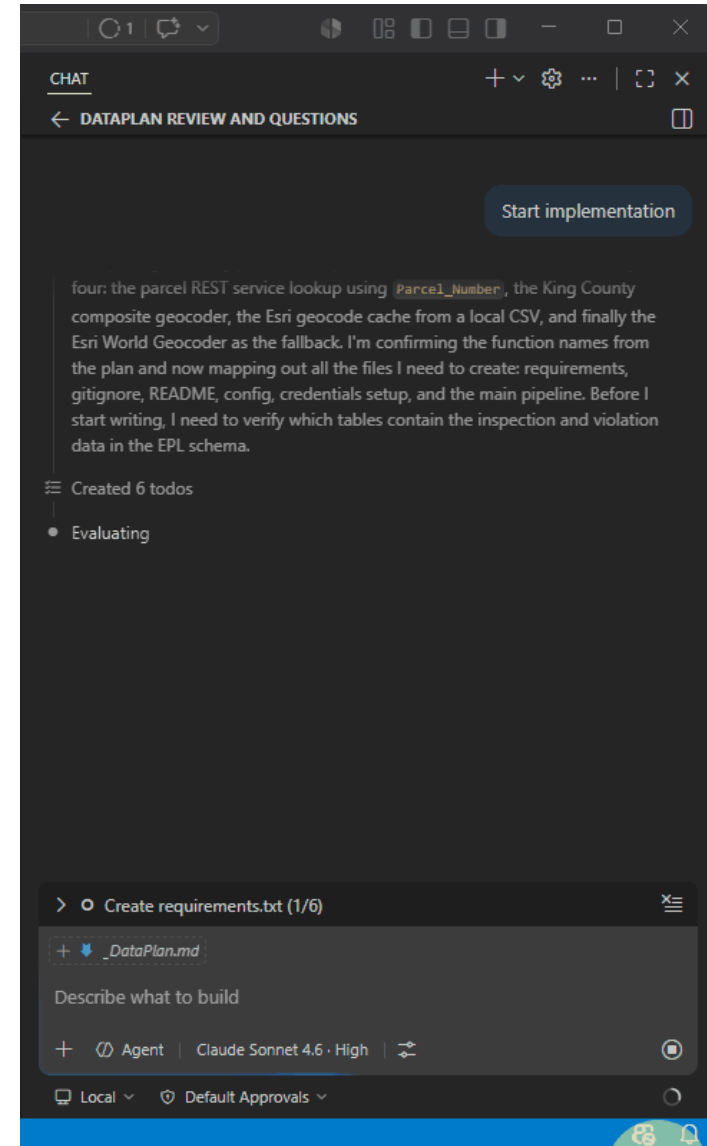 1
CHAT
DATAPLAN REVIEW AND QUESTIONS
Start implementation
four: the parcel REST service lookup using Parcel_Number, the King County
composite geocoder, the Esri geocode cache from a local CSV, and finally the
Esri World Geocoder as the fallback. I'm confirming the function names from
the plan and now mapping out all the files I need to create: requirements,
gitignore, README, config, credentials setup, and the main pipeline. Before I
start writing, I need to verify which tables contain the inspection and violation
data in the EPL schema.
Created 6 todos
Evaluating
Create requirements.txt (1/6)
_DataPlan.md
Describe what to build
Agent Claude Sonnet 4.6 · High
Local Default Approvals